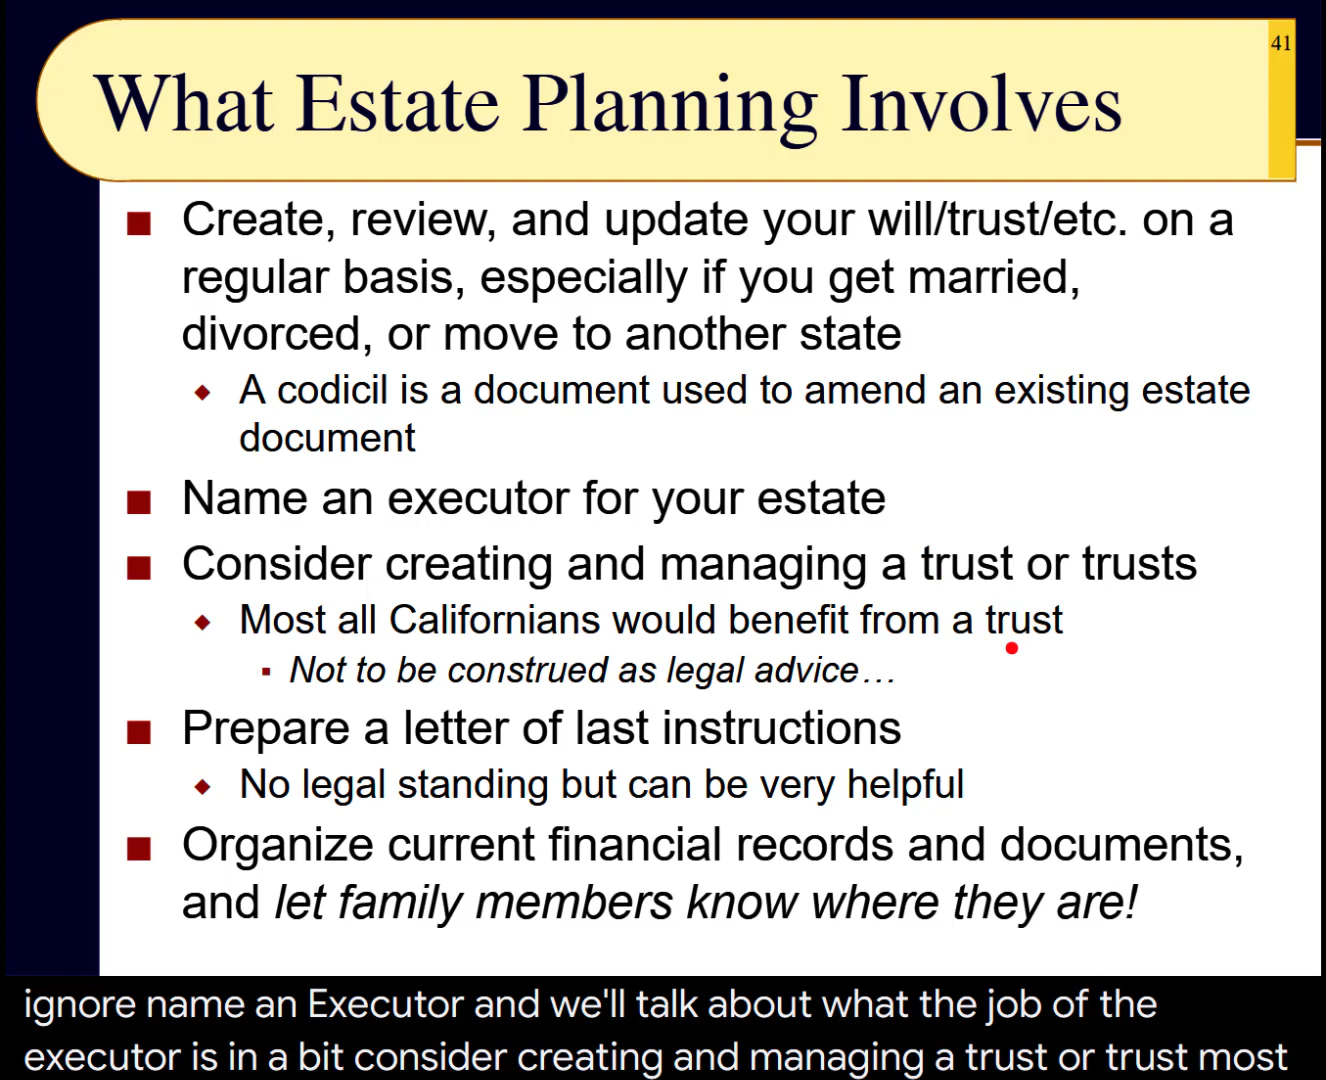 41
What Estate Planning Involves
Create, review, and update your will/trust/etc. on a
regular basis, especially if you get married,
divorced, or move to another state
A codicil is a document used to amend an existing estate
document
Name an executor for your estate
Consider creating and managing a trust or trusts
Most all Californians would benefit from a trust
Not to be construed as legal advice…
Prepare a letter of last instructions
No legal standing but can be very helpful
Organize current financial records and documents,
and let family members know where they are!
ignore name an Executor and we'll talk about what the job of the
executor is in a bit consider creating and managing a trust or trust most